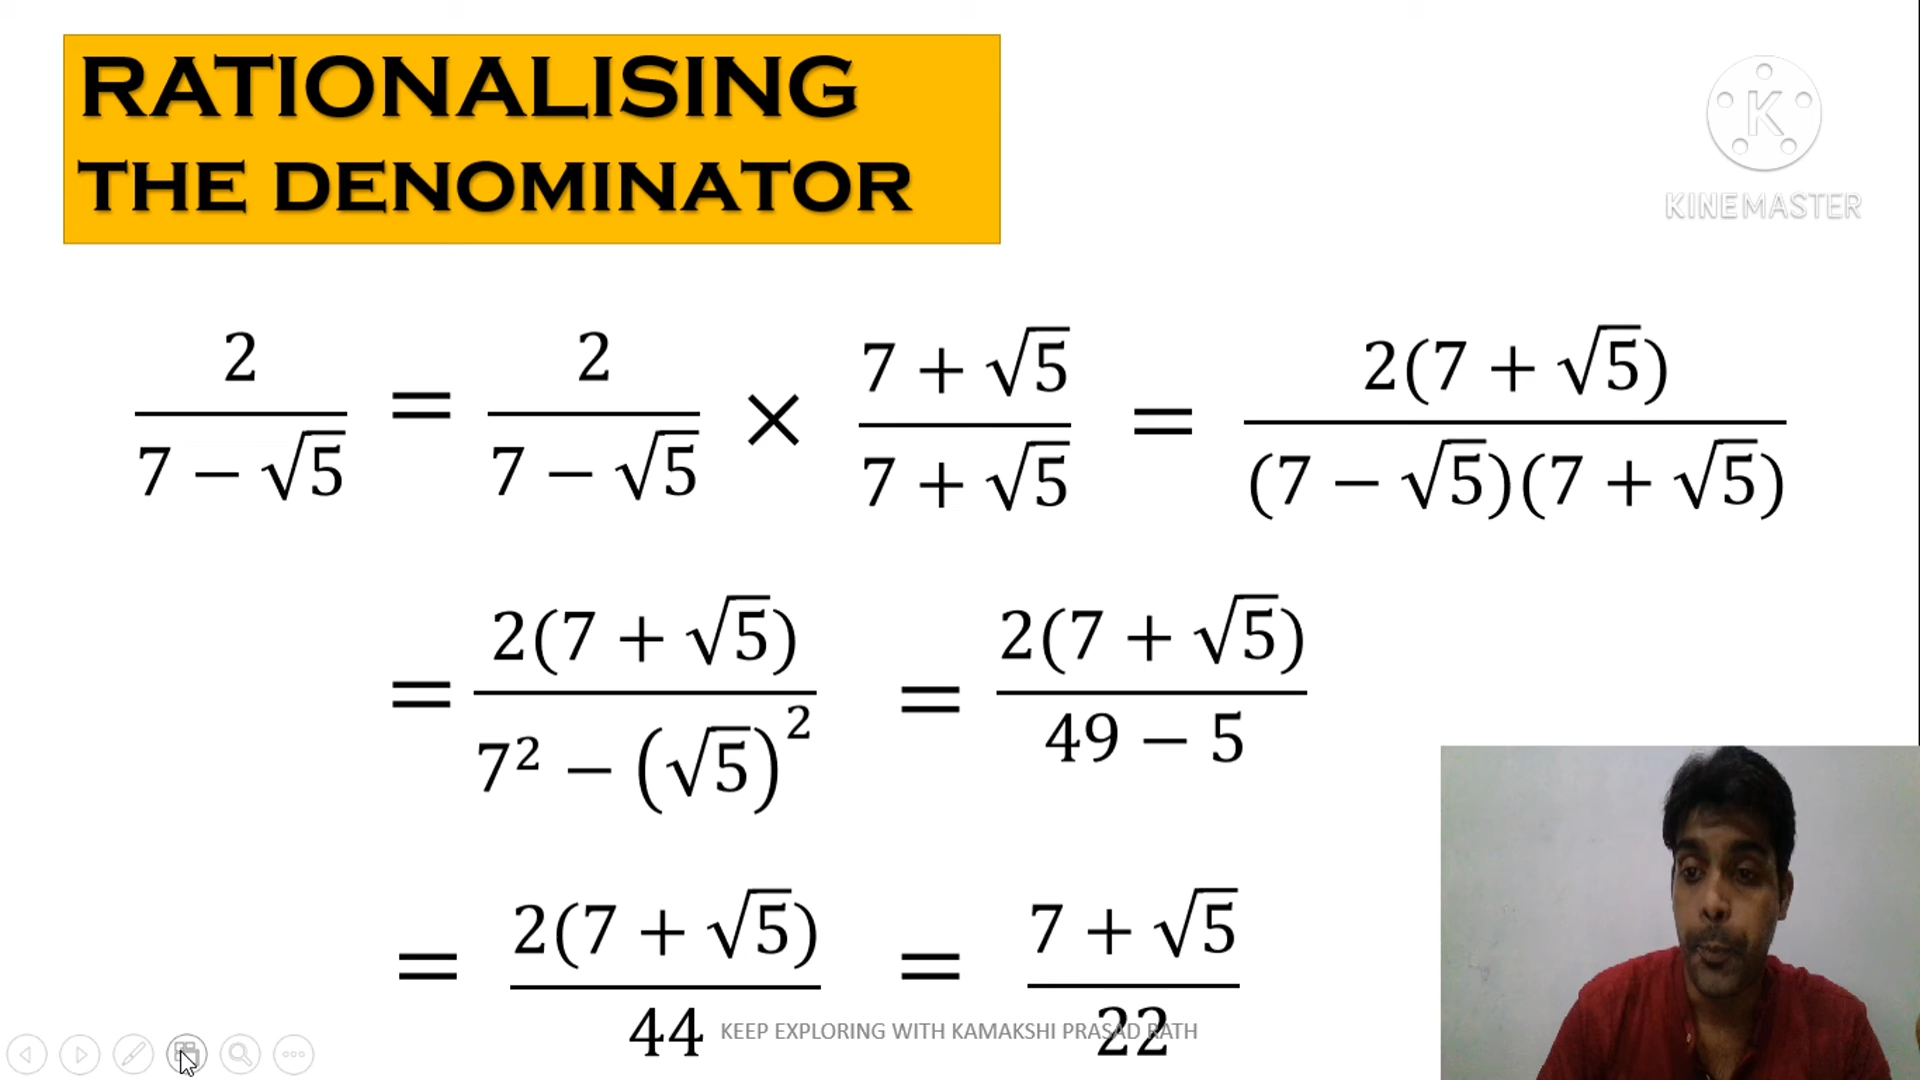 RATIONALISING
THE DENOMINATOR
K
KINEMASTER
2/(7 − √5) = 2/(7 − √5) × (7 + √5)/(7 + √5) = 2(7 + √5)/((7 − √5)(7 + √5))
= 2(7 + √5)/(7² − (√5)²) = 2(7 + √5)/(49 − 5)
= 2(7 + √5)/44 = (7 + √5)/22
KEEP EXPLORING WITH KAMAKSHI PRASAD RATH